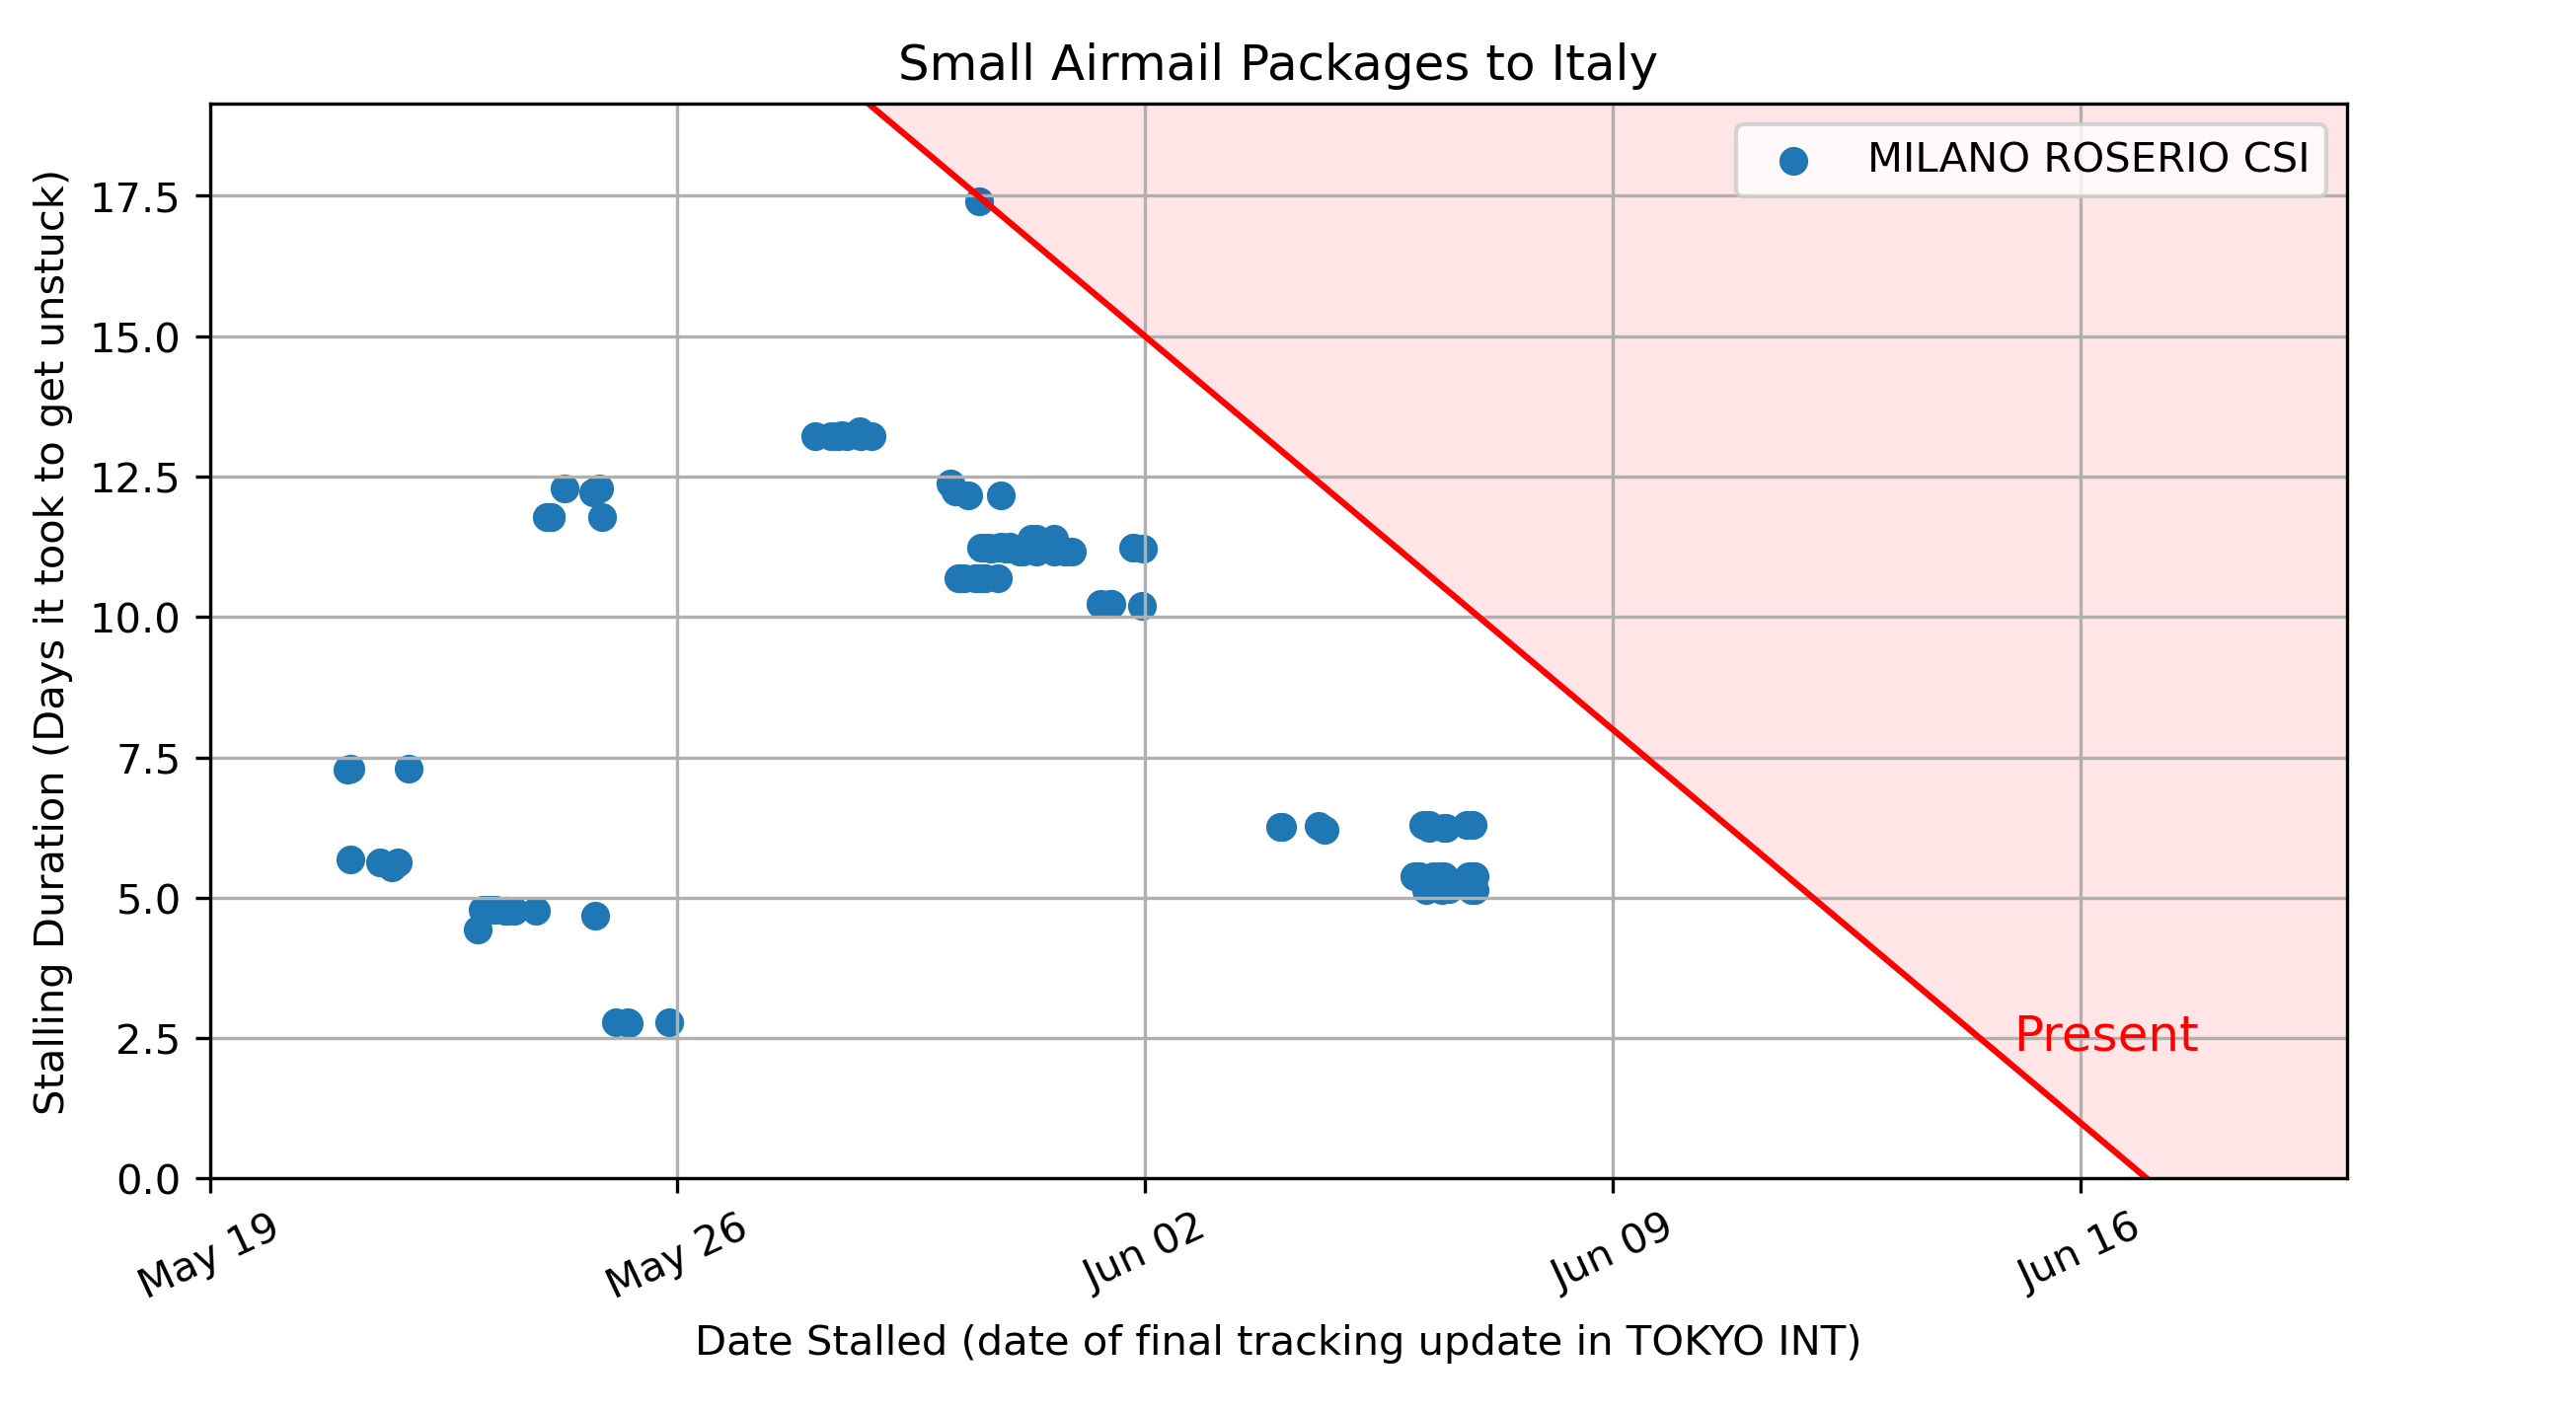 Small Airmail Packages to Italy
MILANO ROSERIO CSI
Stalling Duration (Days it took to get unstuck)
17.5
15.0
12.5
10.0
7.5
5.0
2.5
0.0
Present
May 19
May 26
Jun 02
Jun 09
Jun 16
Date Stalled (date of final tracking update in TOKYO INT)